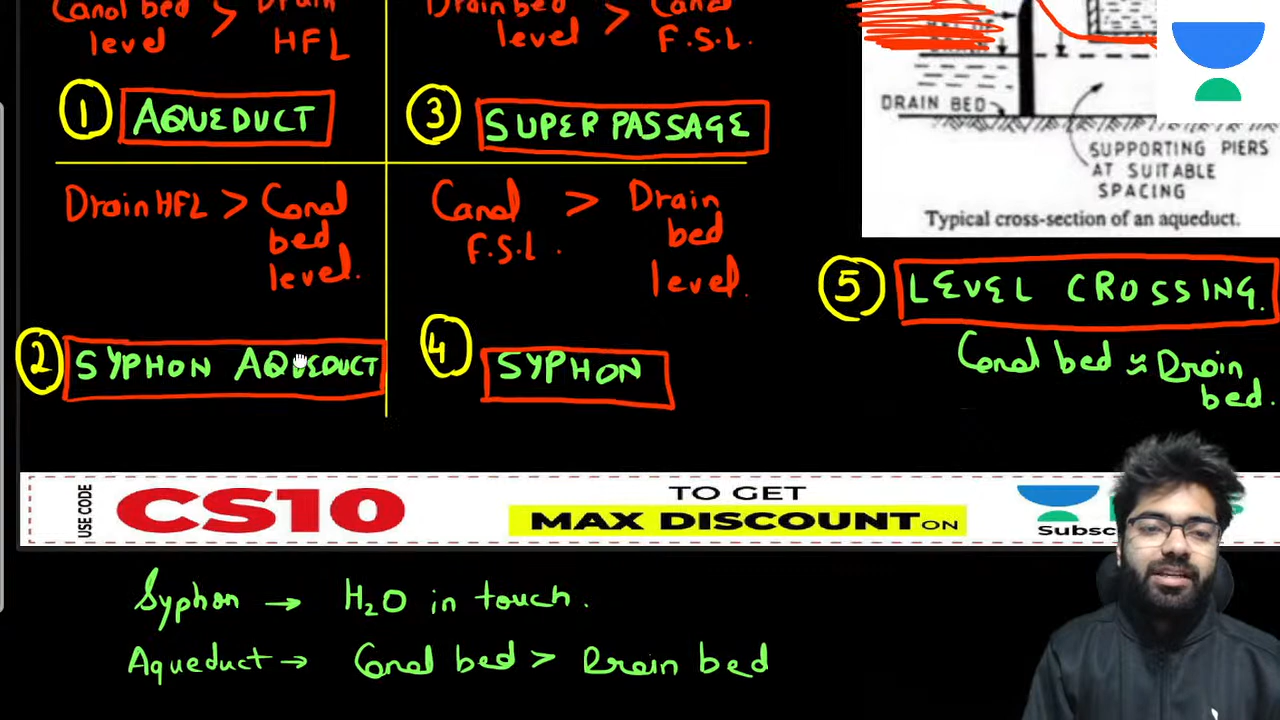 Canal bed level > Drain HFL
Drain bed level > Canal F.S.L.
① AQUEDUCT
③ SUPER PASSAGE
Drain HFL > Canal bed level.
Canal F.S.L. > Drain bed level.
② SYPHON AQUEDUCT
④ SYPHON
DRAIN BED
SUPPORTING PIERS
AT SUITABLE
SPACING
Typical cross-section of an aqueduct.
⑤ LEVEL CROSSING.
Canal bed ≈ Drain bed.
USE CODE
CS10
TO GET
MAX DISCOUNT ON
Syphon → H₂O in touch.
Aqueduct → Canal bed > Drain bed